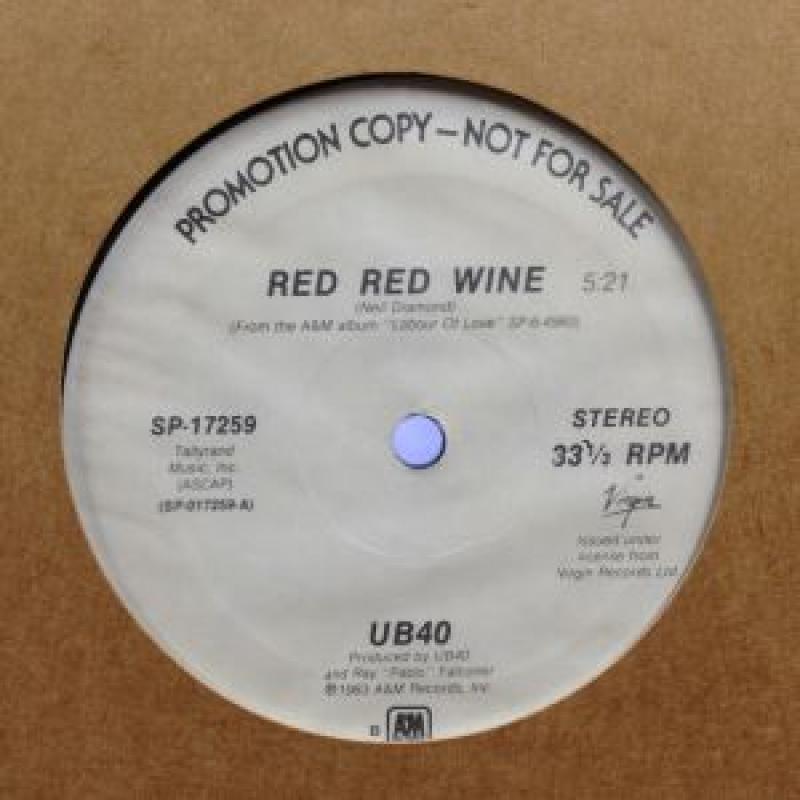 PROMOTION COPY—NOT FOR SALE
RED RED WINE 5:21
(Neil Diamond)
(From the A&M album "Labour Of Love" SP-6-4980)
SP-17259
Tallyrand
Music, Inc.
(ASCAP)
(SP-017259-A)
STEREO
33⅓ RPM
Virgin
Issued under
license from
Virgin Records Ltd
UB40
Produced by UB40
and Ray "Pablo" Falconer
℗1983 A&M Records, Inc.
B A&M